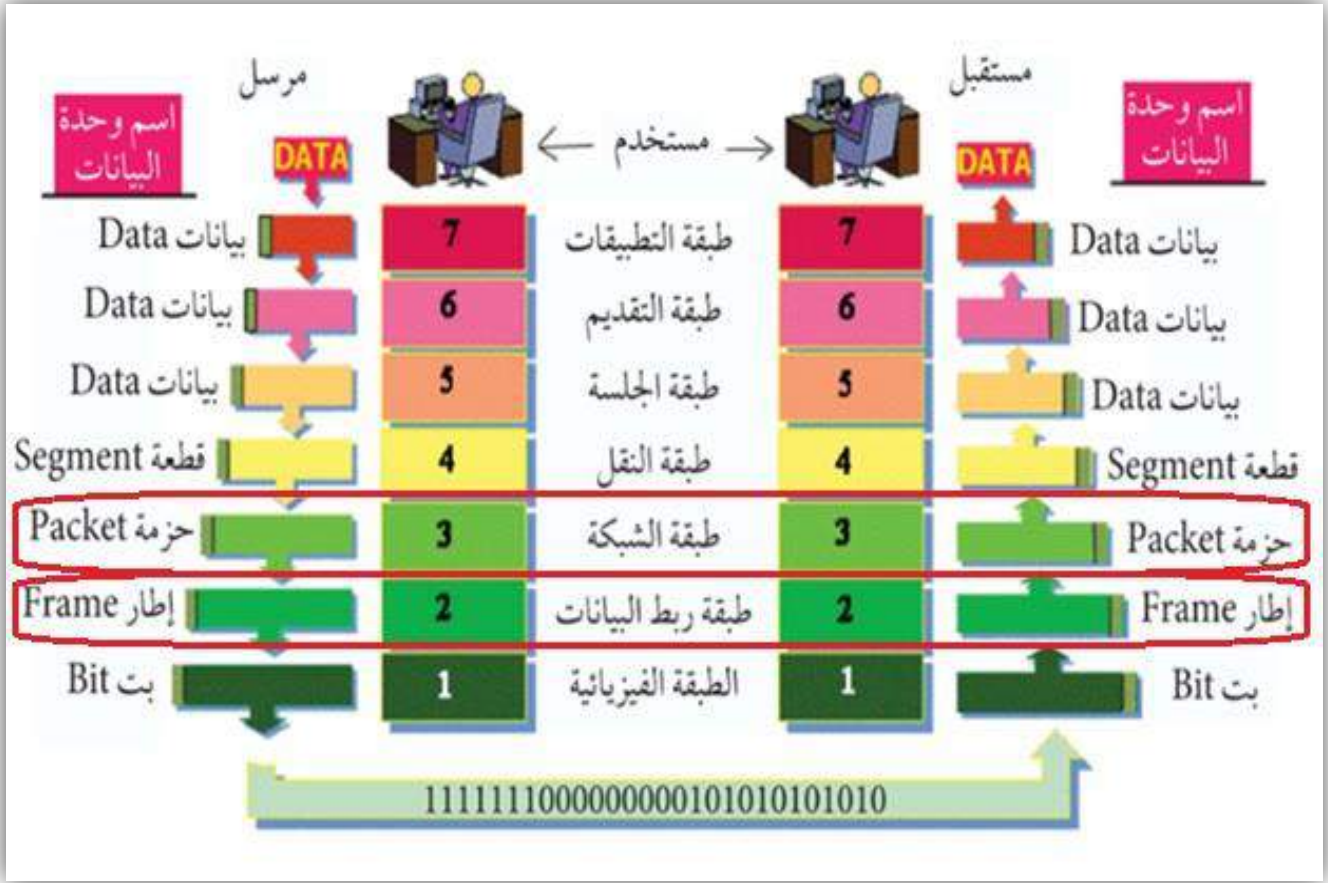 مستقبل
مرسل
اسم وحدة
البيانات
DATA
مستخدم
DATA
اسم وحدة
البيانات
بيانات Data
7
طبقة التطبيقات
7
بيانات Data
بيانات Data
6
طبقة التقديم
6
بيانات Data
بيانات Data
5
طبقة الجلسة
5
بيانات Data
قطعة Segment
4
طبقة النقل
4
قطعة Segment
حزمة Packet
3
طبقة الشبكة
3
حزمة Packet
إطار Frame
2
طبقة ربط البيانات
2
إطار Frame
بت Bit
1
الطبقة الفيزيائية
1
بت Bit
11111110000000000101010101010